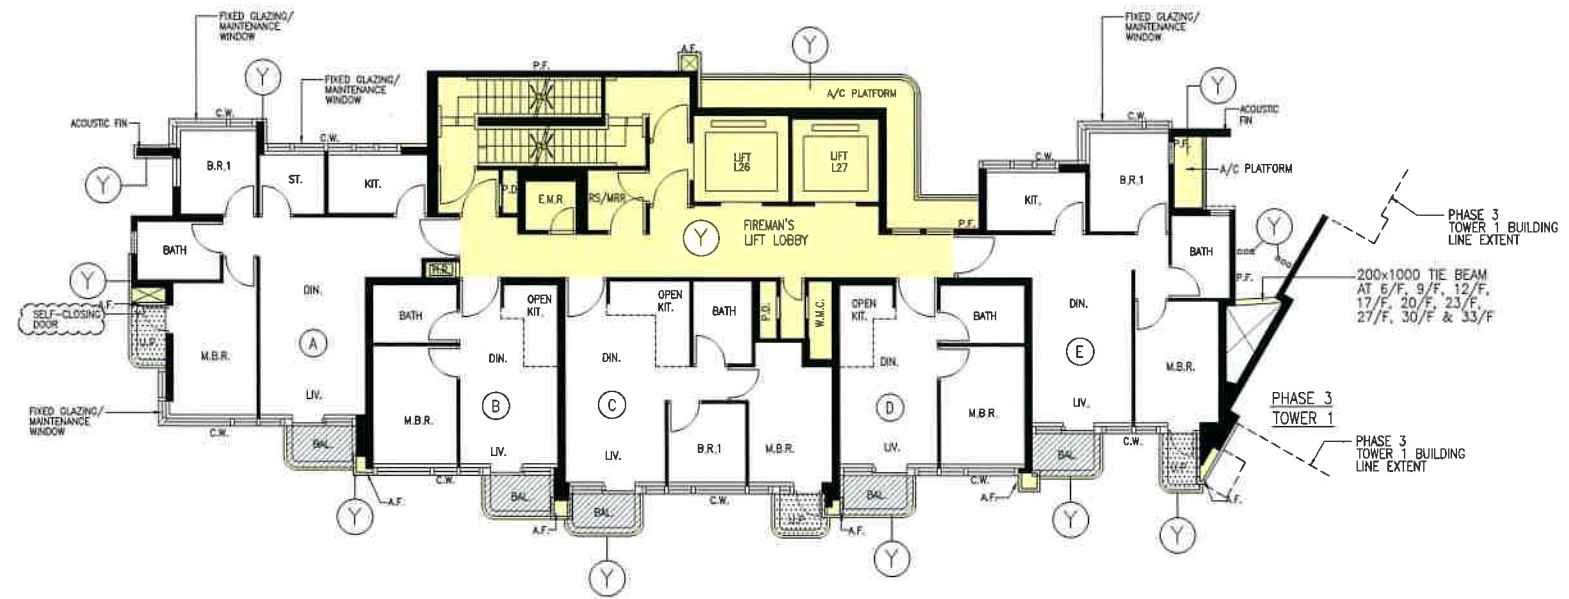 FIXED GLAZING/
MAINTENANCE
WINDOW
FIXED GLAZING/
MAINTENANCE
WINDOW
FIXED GLAZING/
MAINTENANCE
WINDOW
A.F.
Y
Y
Y
Y
P.F.
A/C PLATFORM
ACOUSTIC FIN
C.W.
C.W.
C.W.
C.W.
ACOUSTIC
FIN
B.R.1
ST.
KIT.
P.D.
E.M.R.
RS/MRR
LIFT
L26
LIFT
L27
KIT.
B.R.1
P.F.
A/C PLATFORM
Y
Y
FIREMAN'S
LIFT LOBBY
P.F.
Y
PHASE 3
TOWER 1 BUILDING
LINE EXTENT
BATH
BATH
H.R.
P.F.
200x1000 TIE BEAM
AT 6/F, 9/F, 12/F,
17/F, 20/F, 23/F,
27/F, 30/F & 33/F
Y
A.F.
SELF-CLOSING
DOOR
U.P.
DIN.
OPEN
KIT.
OPEN
KIT.
BATH
BATH
P.D.
W.M.C.
OPEN
KIT.
BATH
DIN.
M.B.R.
A
DIN.
DIN.
DIN.
E
M.B.R.
LIV.
M.B.R.
B
C
D
M.B.R.
LIV.
PHASE 3
TOWER 1
FIXED GLAZING/
MAINTENANCE
WINDOW
C.W.
BAL.
LIV.
LIV.
B.R.1
M.B.R.
LIV.
BAL.
C.W.
U.P.
PHASE 3
TOWER 1 BUILDING
LINE EXTENT
C.W.
BAL.
C.W.
BAL.
C.W.
A.F.
A.F.
A.F.
Y
A.F.
BAL.
U.P.
A.F.
Y
Y
Y
Y